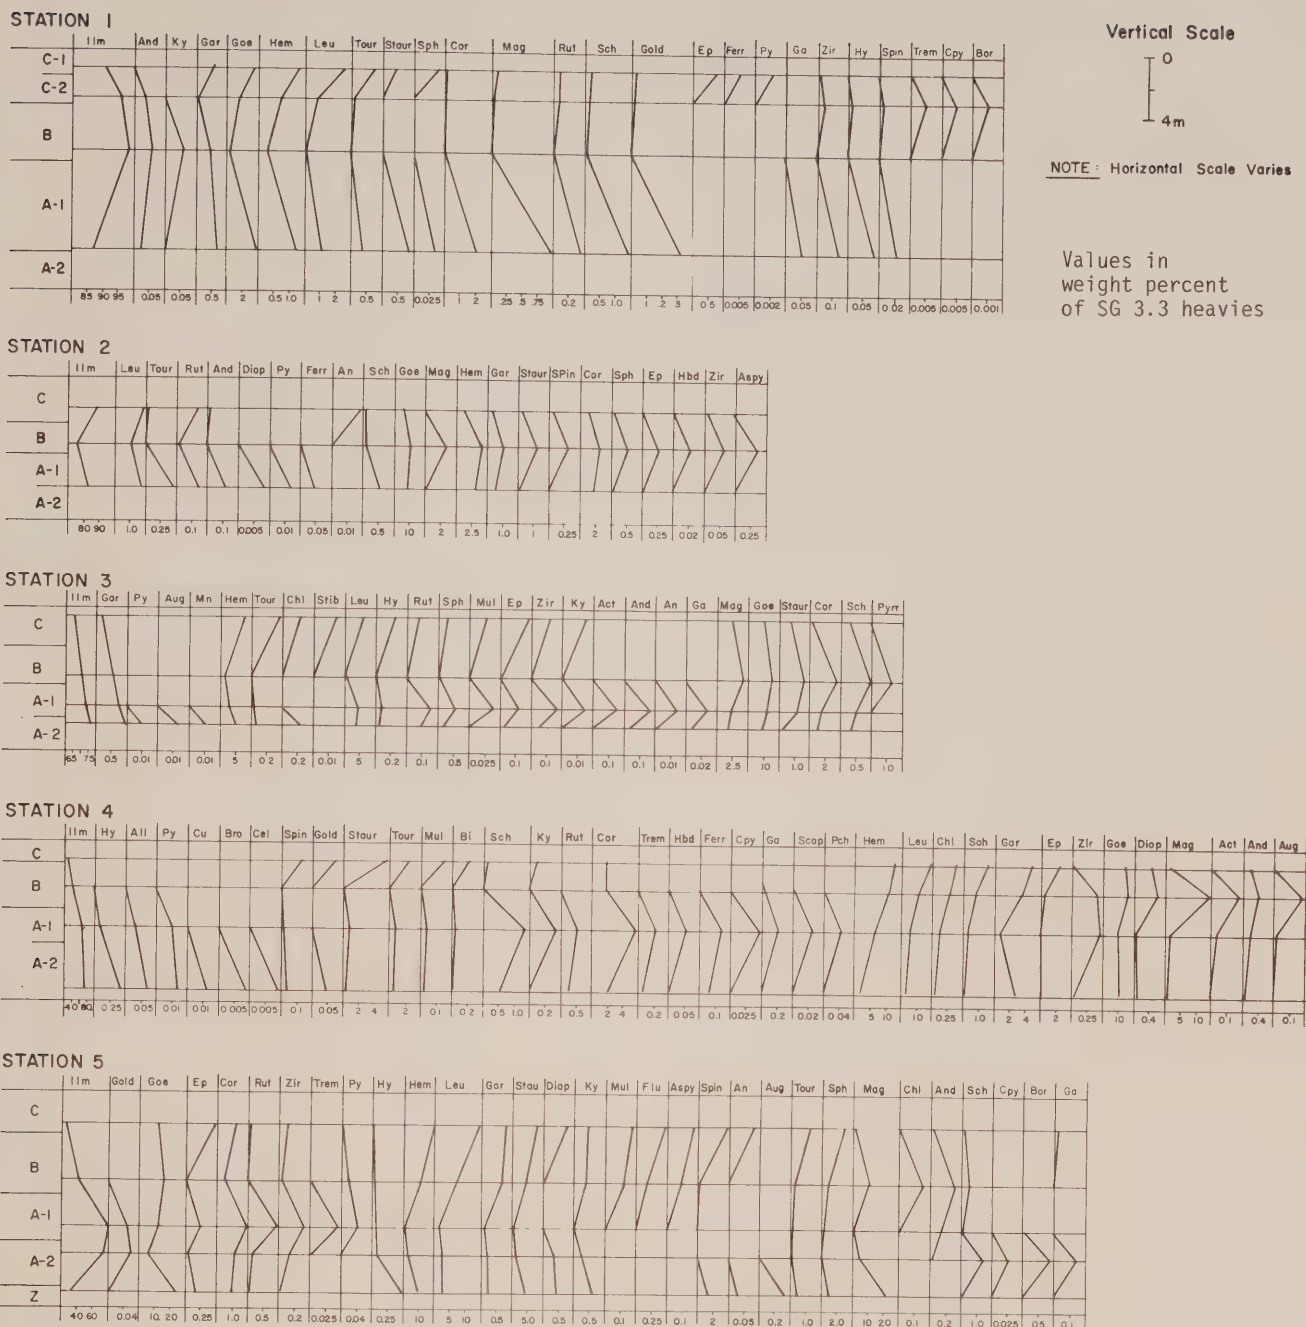 STATION 1
Ilm And Ky Gar Goe Hem Leu Tour Staur Sph Cor Mag Rut Sch Gold Ep Ferr Py Ga Zir Hy Spin Trem Cpy Bor
C-1
C-2
B
A-1
A-2
85 90 95 0.05 0.05 0.5 2 0.5 1.0 1 2 0.5 0.5 0.025 1 2 .25 .5 .75 0.2 0.5 1.0 1 2 3 0.5 0.005 0.002 0.05 0.1 0.05 0.02 0.005 0.005 0.001
Vertical Scale
0
4m
NOTE: Horizontal Scale Varies
Values in
weight percent
of SG 3.3 heavies
STATION 2
Ilm Leu Tour Rut And Diop Py Ferr An Sch Goe Mag Hem Gar Staur SPin Cor Sph Ep Hbd Zir Aspy
C
B
A-1
A-2
80 90 1.0 0.25 0.1 0.1 0.005 0.01 0.05 0.01 0.5 10 2 2.5 1.0 1 0.25 2 0.5 0.25 0.02 0.05 0.25
STATION 3
Ilm Gar Py Aug Mn Hem Tour Chl Stib Leu Hy Rut Sph Mul Ep Zir Ky Act And An Ga Mag Goe Staur Cor Sch Pyrr
C
B
A-1
A-2
65 75 0.5 0.01 0.01 0.01 5 0.2 0.2 0.01 5 0.2 0.1 0.5 0.025 0.1 0.1 0.01 0.1 0.1 0.01 0.02 2.5 10 1.0 2 0.5 10
STATION 4
Ilm Hy All Py Cu Bro Cel Spin Gold Staur Tour Mul Bi Sch Ky Rut Cor Trem Hbd Ferr Cpy Ga Scap Pch Hem Leu Chl Soh Gar Ep Zir Goe Diop Mag Act And Aug
C
B
A-1
A-2
40 80 0.25 0.05 0.01 0.01 0.005 0.005 0.1 0.05 2 4 2 0.1 0.2 0.5 1.0 0.2 0.5 2 4 0.2 0.05 0.1 0.025 0.2 0.02 0.04 5 10 10 0.25 1.0 2 4 2 0.25 10 0.4 5 10 0.1 0.4 0.1
STATION 5
Ilm Gold Goe Ep Cor Rut Zir Trem Py Hy Hem Leu Gar Stau Diop Ky Mul Flu Aspy Spin An Aug Tour Sph Mag Chl And Sch Cpy Bor Ga
C
B
A-1
A-2
Z
40 60 0.04 10 20 0.25 1.0 0.5 0.2 0.025 0.04 0.25 10 5 10 0.5 5.0 0.5 0.5 0.1 0.25 0.1 2 0.05 0.2 1.0 2.0 10 20 0.1 0.2 1.0 0.025 0.5 0.1